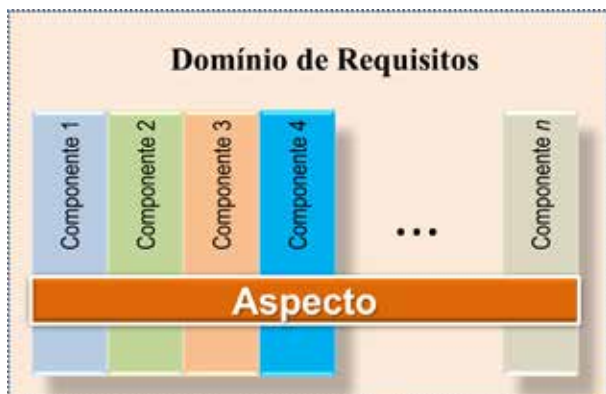 Domínio de Requisitos
Componente 1
Componente 2
Componente 3
Componente 4
...
Componente n
Aspecto